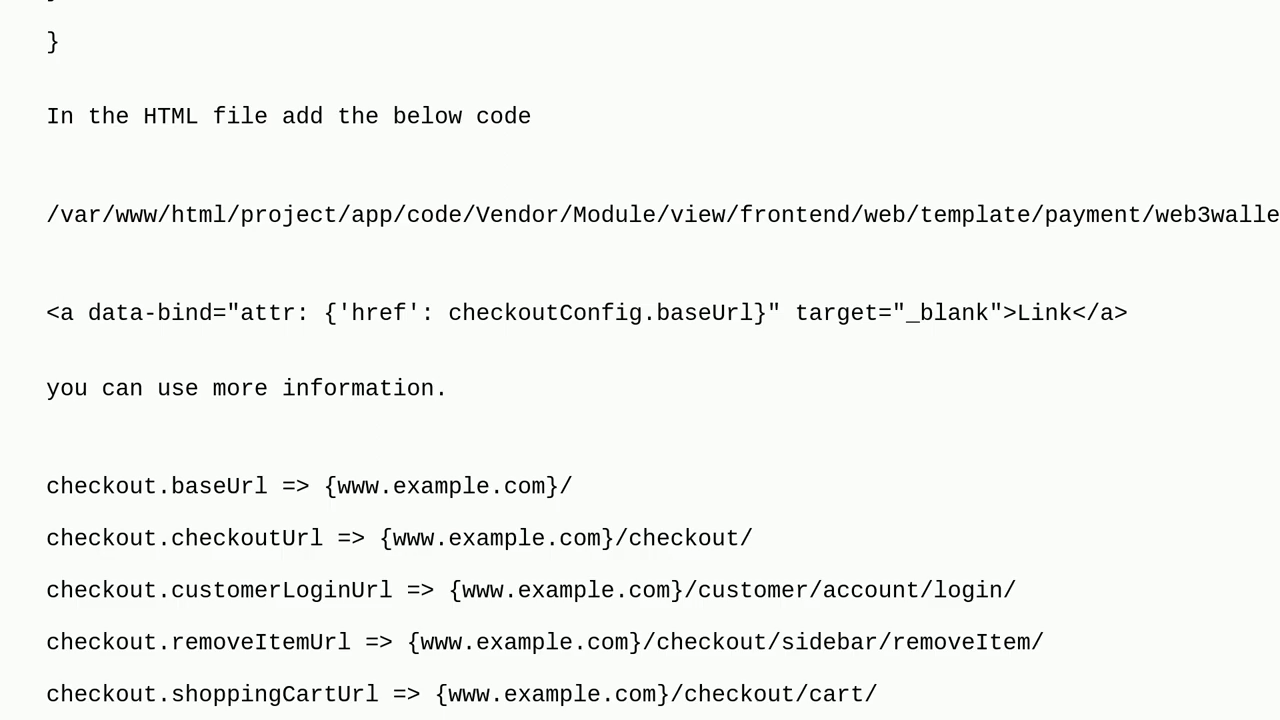 }
In the HTML file add the below code
/var/www/html/project/app/code/Vendor/Module/view/frontend/web/template/payment/web3walle
<a data-bind="attr: {'href': checkoutConfig.baseUrl}" target="_blank">Link</a>
you can use more information.
checkout.baseUrl => {www.example.com}/
checkout.checkoutUrl => {www.example.com}/checkout/
checkout.customerLoginUrl => {www.example.com}/customer/account/login/
checkout.removeItemUrl => {www.example.com}/checkout/sidebar/removeItem/
checkout.shoppingCartUrl => {www.example.com}/checkout/cart/